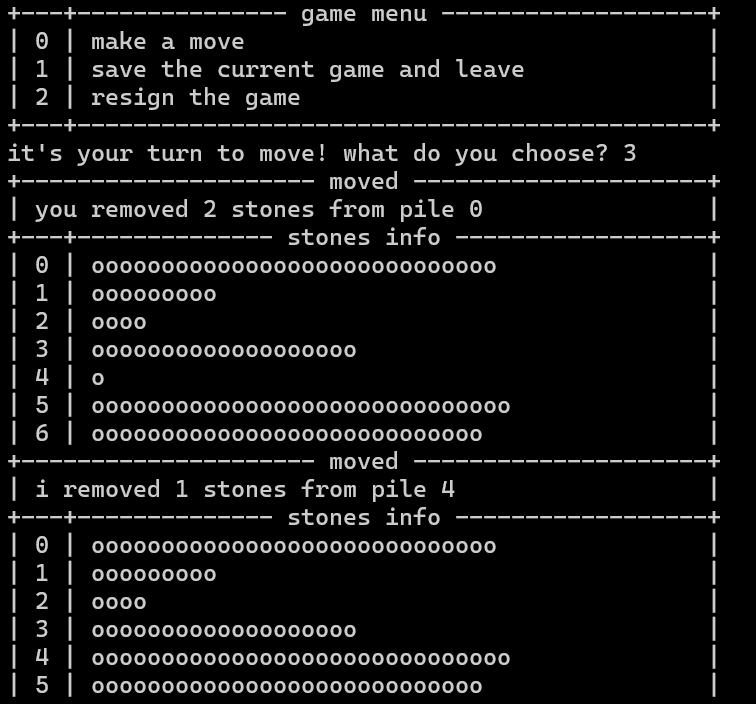 +---+--------------- game menu -------------------+
| 0 | make a move |
| 1 | save the current game and leave |
| 2 | resign the game |
+---+---------------------------------------------+
it's your turn to move! what do you choose? 3
+--------------------- moved ---------------------+
| you removed 2 stones from pile 0 |
+---+-------------- stones info ------------------+
| 0 | ooooooooooooooooooooooooooooo |
| 1 | ooooooooo |
| 2 | oooo |
| 3 | ooooooooooooooooooo |
| 4 | o |
| 5 | oooooooooooooooooooooooooooooo |
| 6 | oooooooooooooooooooooooooooo |
+--------------------- moved ---------------------+
| i removed 1 stones from pile 4 |
+---+-------------- stones info ------------------+
| 0 | ooooooooooooooooooooooooooooo |
| 1 | ooooooooo |
| 2 | oooo |
| 3 | ooooooooooooooooooo |
| 4 | oooooooooooooooooooooooooooooo |
| 5 | oooooooooooooooooooooooooooo |